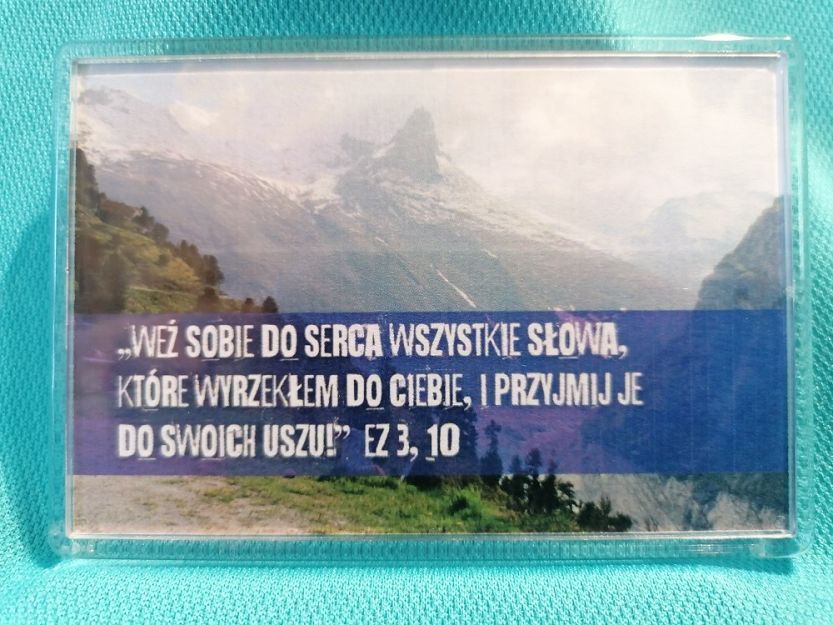 „WEŹ SOBIE DO SERCA WSZYSTKIE SŁOWA,
KTÓRE WYRZEKŁEM DO CIEBIE, I PRZYJMIJ JE
DO SWOICH USZU!” EZ 3, 10